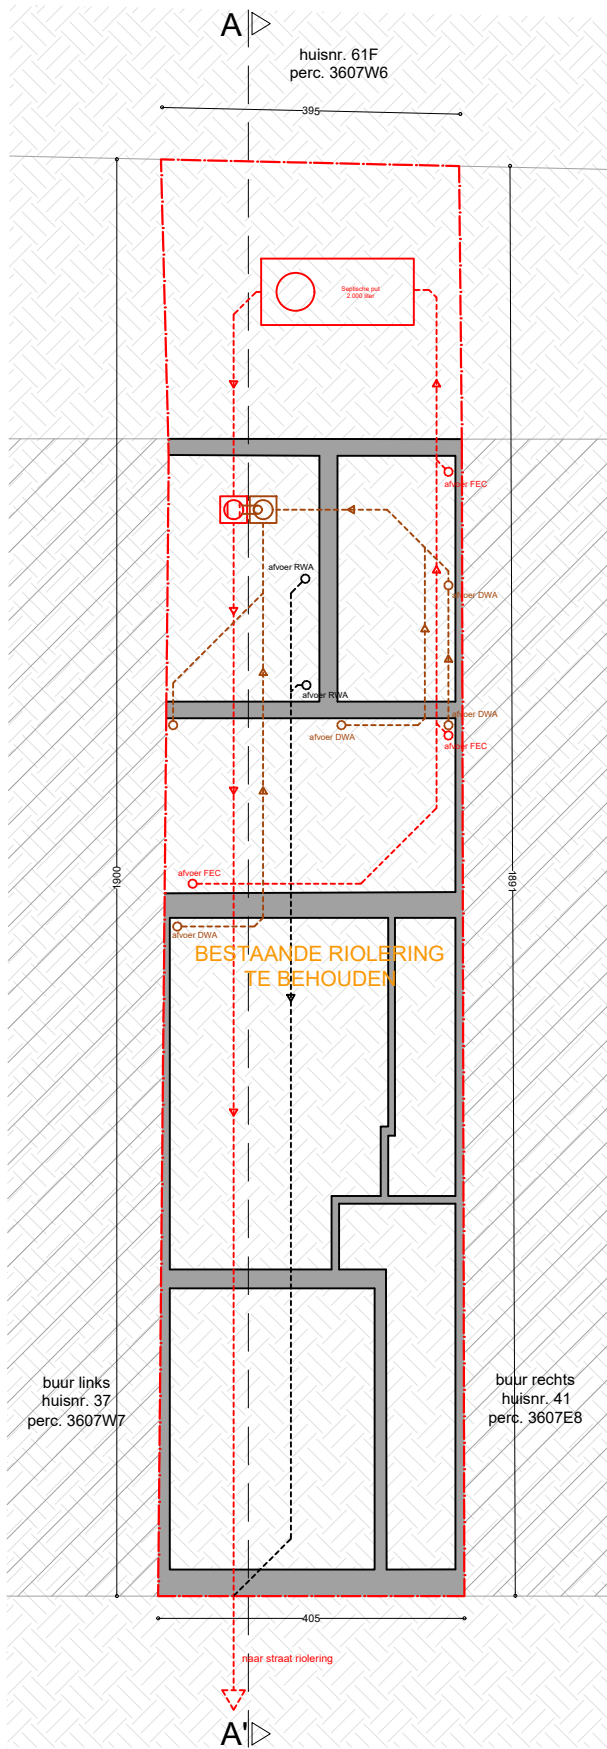 A
huisnr. 61F
perc. 3607W6
395
Septische put
2.000 liter
afvoer FEC
afvoer RWA
afvoer DWA
afvoer RWA
afvoer DWA
afvoer DWA
afvoer FEC
afvoer FEC
1900
1891
afvoer DWA
BESTAANDE RIOLERING
TE BEHOUDEN
buur links
huisnr. 37
perc. 3607W7
buur rechts
huisnr. 41
perc. 3607E8
405
naar straat riolering
A'